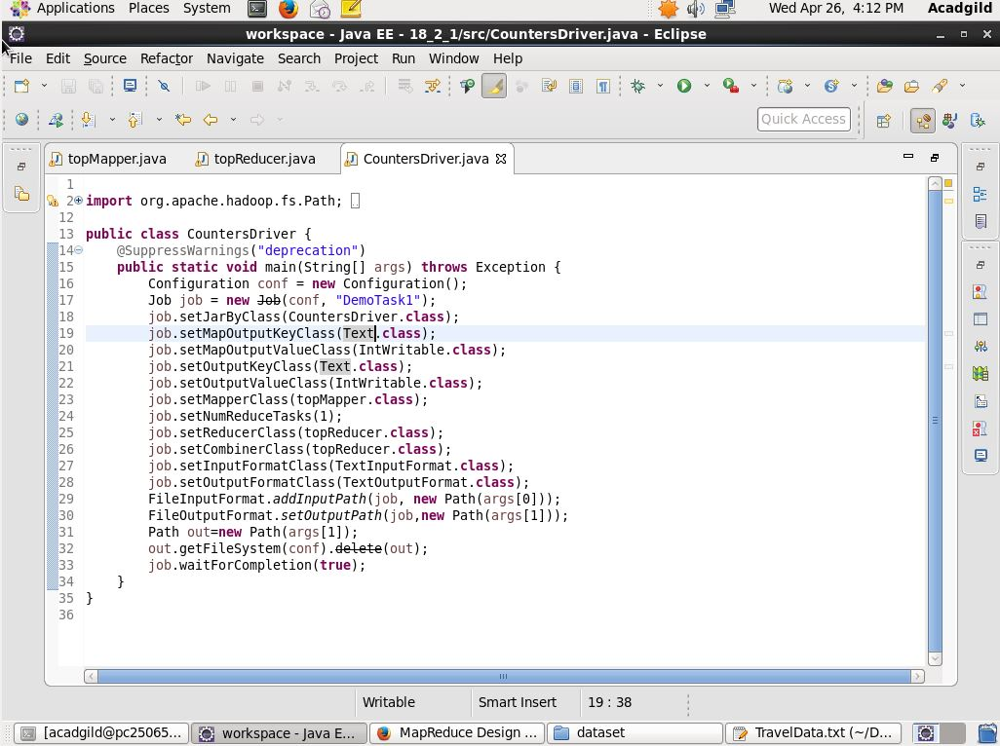 Applications Places System Wed Apr 26, 4:12 PM Acadgild
workspace - Java EE - 18_2_1/src/CountersDriver.java - Eclipse
File Edit Source Refactor Navigate Search Project Run Window Help
Quick Access
topMapper.java topReducer.java CountersDriver.java
1
2 import org.apache.hadoop.fs.Path;
12
13 public class CountersDriver {
14 @SuppressWarnings("deprecation")
15 public static void main(String[] args) throws Exception {
16 Configuration conf = new Configuration();
17 Job job = new Job(conf, "DemoTask1");
18 job.setJarByClass(CountersDriver.class);
19 job.setMapOutputKeyClass(Text.class);
20 job.setMapOutputValueClass(IntWritable.class);
21 job.setOutputKeyClass(Text.class);
22 job.setOutputValueClass(IntWritable.class);
23 job.setMapperClass(topMapper.class);
24 job.setNumReduceTasks(1);
25 job.setReducerClass(topReducer.class);
26 job.setCombinerClass(topReducer.class);
27 job.setInputFormatClass(TextInputFormat.class);
28 job.setOutputFormatClass(TextOutputFormat.class);
29 FileInputFormat.addInputPath(job, new Path(args[0]));
30 FileOutputFormat.setOutputPath(job,new Path(args[1]));
31 Path out=new Path(args[1]);
32 out.getFileSystem(conf).delete(out);
33 job.waitForCompletion(true);
34 }
35 }
36
Writable Smart Insert 19 : 38
[acadgild@pc25065... workspace - Java E... MapReduce Design ... dataset TravelData.txt (~/D...